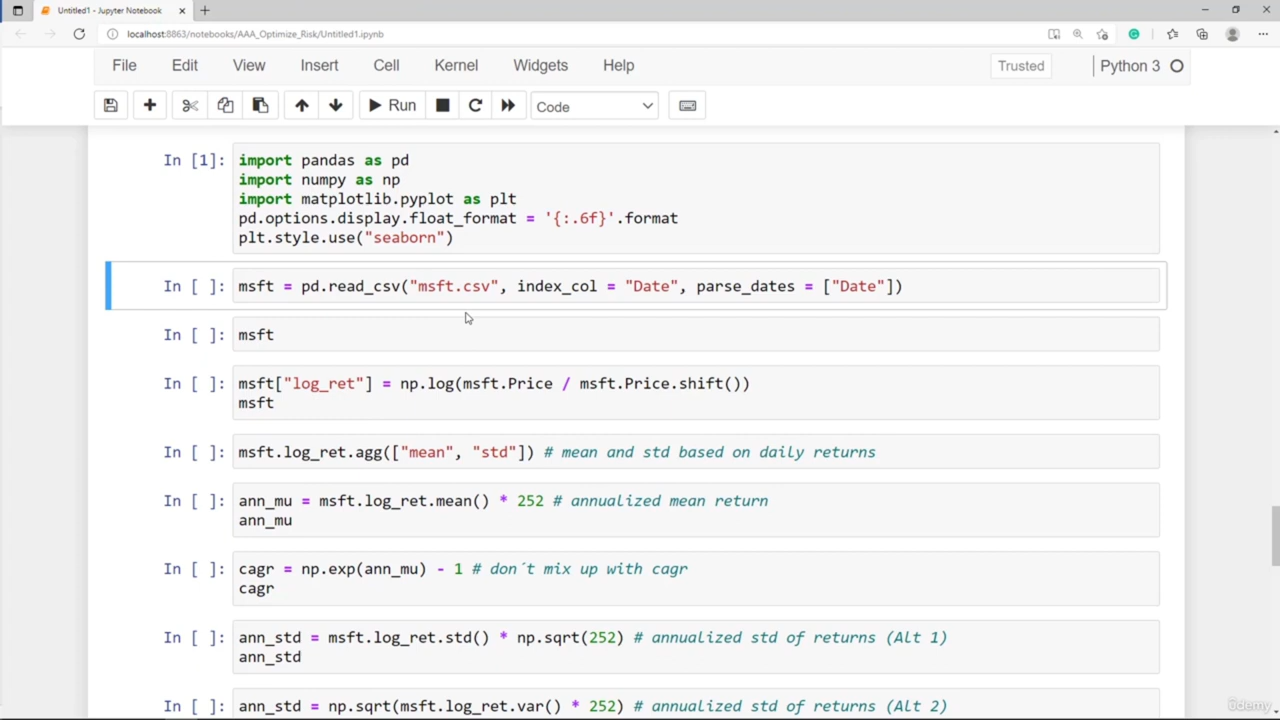 Untitled1 - Jupyter Notebook
localhost:8863/notebooks/AAA_Optimize_Risk/Untitled1.ipynb
File Edit View Insert Cell Kernel Widgets Help Trusted Python 3
Run Code
In [1]: import pandas as pd
import numpy as np
import matplotlib.pyplot as plt
pd.options.display.float_format = '{:.6f}'.format
plt.style.use("seaborn")
In [ ]: msft = pd.read_csv("msft.csv", index_col = "Date", parse_dates = ["Date"])
In [ ]: msft
In [ ]: msft["log_ret"] = np.log(msft.Price / msft.Price.shift())
msft
In [ ]: msft.log_ret.agg(["mean", "std"]) # mean and std based on daily returns
In [ ]: ann_mu = msft.log_ret.mean() * 252 # annualized mean return
ann_mu
In [ ]: cagr = np.exp(ann_mu) - 1 # don´t mix up with cagr
cagr
In [ ]: ann_std = msft.log_ret.std() * np.sqrt(252) # annualized std of returns (Alt 1)
ann_std
In [ ]: ann_std = np.sqrt(msft.log_ret.var() * 252) # annualized std of returns (Alt 2)
ûdemy